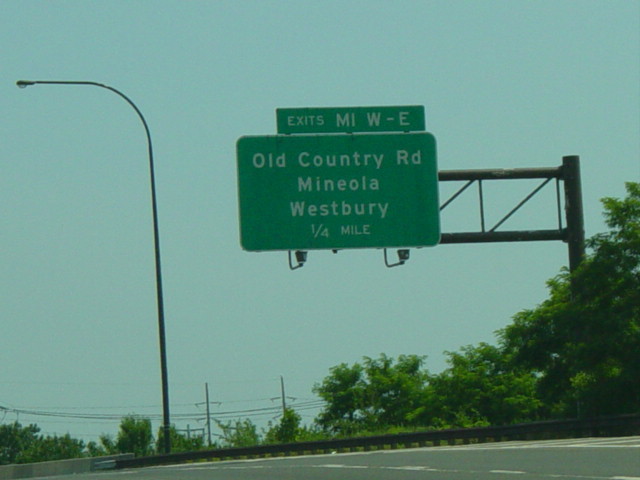 EXITS M1 W-E
Old Country Rd
Mineola
Westbury
1/4 MILE